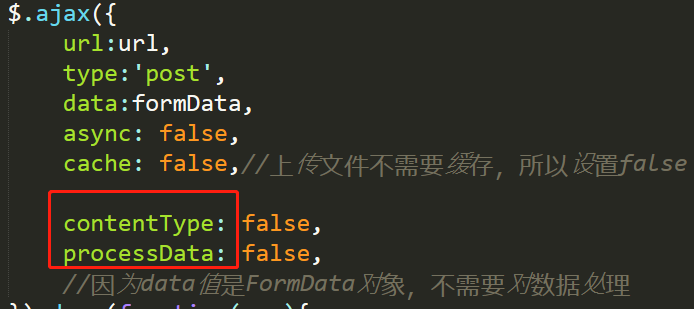 $.ajax({
url:url,
type:'post',
data:formData,
async: false,
cache: false,//上传文件不需要缓存，所以设置false
contentType: false,
processData: false,
//因为data值是FormData对象，不需要对数据处理